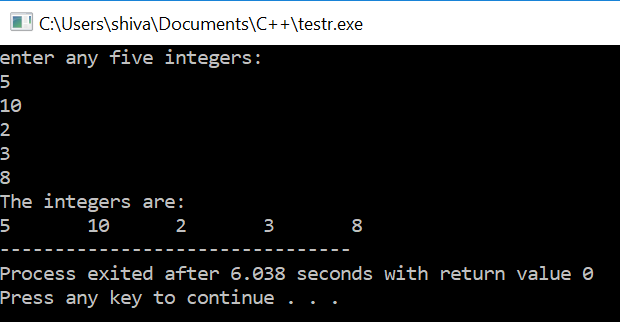 C:\Users\shiva\Documents\C++\testr.exe
enter any five integers:
5
10
2
3
8
The integers are:
5       10      2       3       8
--------------------------------
Process exited after 6.038 seconds with return value 0
Press any key to continue . . .